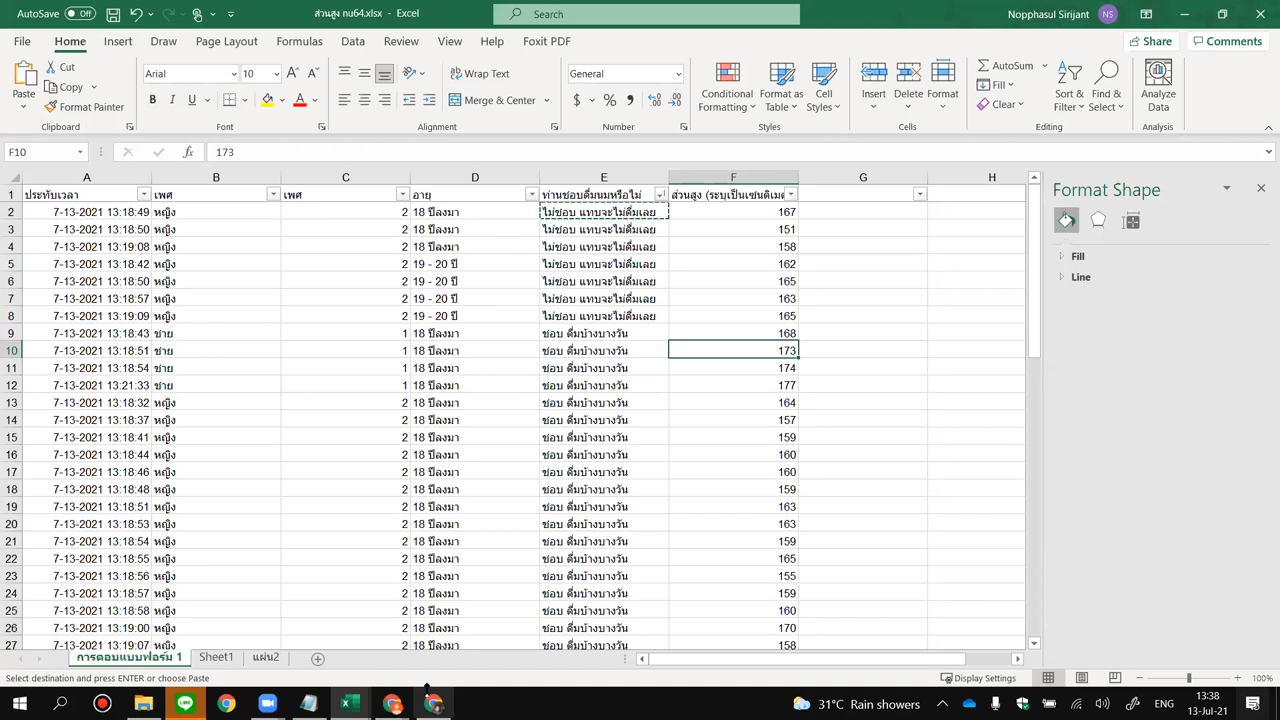 AutoSave Off ส่วนสูง nu64.xlsx - Excel Search Nopphasul Sirijant NS
File Home Insert Draw Page Layout Formulas Data Review View Help Foxit PDF Share Comments
Paste Cut Copy Format Painter Clipboard
Arial 10 B I U A Font
Wrap Text Merge & Center Alignment
General $ % , Number
Conditional Formatting Format as Table Cell Styles Styles
Insert Delete Format Cells
AutoSum Fill Clear Sort & Filter Find & Select Editing
Analyze Data Analysis
F10 fx 173
A B C D E F G H
1 ประทับเวลา เพศ เพศ อายุ ท่านชอบดื่มนมหรือไม่ ส่วนสูง (ระบุเป็นเซนติเมต
2 7-13-2021 13:18:49 หญิง 2 18 ปีลงมา ไม่ชอบ แทบจะไม่ดื่มเลย 167
3 7-13-2021 13:18:50 หญิง 2 18 ปีลงมา ไม่ชอบ แทบจะไม่ดื่มเลย 151
4 7-13-2021 13:19:08 หญิง 2 18 ปีลงมา ไม่ชอบ แทบจะไม่ดื่มเลย 158
5 7-13-2021 13:18:42 หญิง 2 19 - 20 ปี ไม่ชอบ แทบจะไม่ดื่มเลย 162
6 7-13-2021 13:18:50 หญิง 2 19 - 20 ปี ไม่ชอบ แทบจะไม่ดื่มเลย 165
7 7-13-2021 13:18:57 หญิง 2 19 - 20 ปี ไม่ชอบ แทบจะไม่ดื่มเลย 163
8 7-13-2021 13:19:09 หญิง 2 19 - 20 ปี ไม่ชอบ แทบจะไม่ดื่มเลย 165
9 7-13-2021 13:18:43 ชาย 1 18 ปีลงมา ชอบ ดื่มบ้างบางวัน 168
10 7-13-2021 13:18:51 ชาย 1 18 ปีลงมา ชอบ ดื่มบ้างบางวัน 173
11 7-13-2021 13:18:54 ชาย 1 18 ปีลงมา ชอบ ดื่มบ้างบางวัน 174
12 7-13-2021 13:21:33 ชาย 1 18 ปีลงมา ชอบ ดื่มบ้างบางวัน 177
13 7-13-2021 13:18:32 หญิง 2 18 ปีลงมา ชอบ ดื่มบ้างบางวัน 164
14 7-13-2021 13:18:37 หญิง 2 18 ปีลงมา ชอบ ดื่มบ้างบางวัน 157
15 7-13-2021 13:18:41 หญิง 2 18 ปีลงมา ชอบ ดื่มบ้างบางวัน 159
16 7-13-2021 13:18:44 หญิง 2 18 ปีลงมา ชอบ ดื่มบ้างบางวัน 160
17 7-13-2021 13:18:46 หญิง 2 18 ปีลงมา ชอบ ดื่มบ้างบางวัน 160
18 7-13-2021 13:18:48 หญิง 2 18 ปีลงมา ชอบ ดื่มบ้างบางวัน 159
19 7-13-2021 13:18:51 หญิง 2 18 ปีลงมา ชอบ ดื่มบ้างบางวัน 163
20 7-13-2021 13:18:53 หญิง 2 18 ปีลงมา ชอบ ดื่มบ้างบางวัน 163
21 7-13-2021 13:18:54 หญิง 2 18 ปีลงมา ชอบ ดื่มบ้างบางวัน 159
22 7-13-2021 13:18:55 หญิง 2 18 ปีลงมา ชอบ ดื่มบ้างบางวัน 165
23 7-13-2021 13:18:56 หญิง 2 18 ปีลงมา ชอบ ดื่มบ้างบางวัน 155
24 7-13-2021 13:18:57 หญิง 2 18 ปีลงมา ชอบ ดื่มบ้างบางวัน 159
25 7-13-2021 13:18:58 หญิง 2 18 ปีลงมา ชอบ ดื่มบ้างบางวัน 160
26 7-13-2021 13:19:00 หญิง 2 18 ปีลงมา ชอบ ดื่มบ้างบางวัน 170
27 7-13-2021 13:19:07 หญิง 2 18 ปีลงมา ชอบ ดื่มบ้างบางวัน 158
Format Shape
Fill
Line
การตอบแบบฟอร์ม 1 Sheet1 แผ่น2
Select destination and press ENTER or choose Paste Display Settings 100%
31°C Rain showers 13:38
13-Jul-21